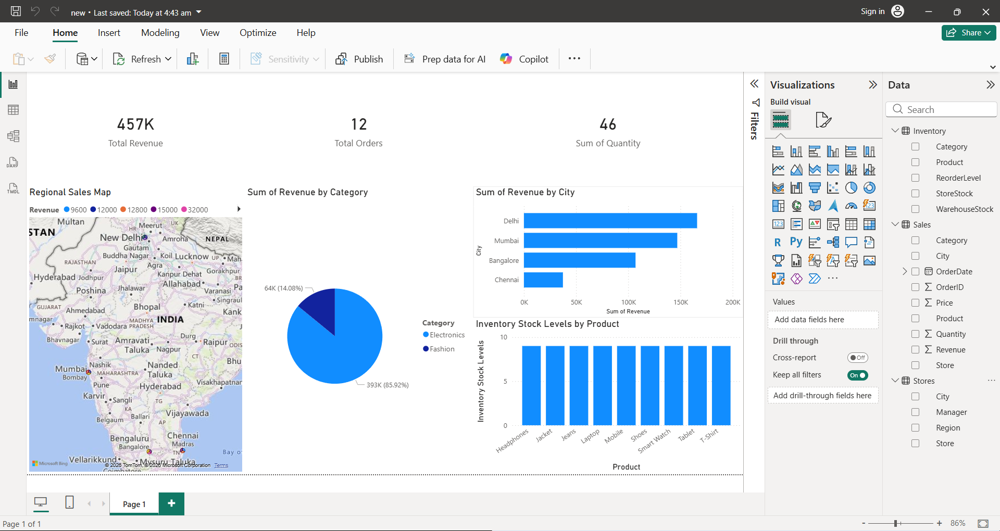 new • Last saved: Today at 4:43 am
Sign in
File Home Insert Modeling View Optimize Help
Share
Refresh
Sensitivity
Publish
Prep data for AI
Copilot
457K
Total Revenue
12
Total Orders
46
Sum of Quantity
Regional Sales Map
Revenue 9600 12000 12800 15000 32000
Multan
STAN
HR
Meerut
UK
New Delhi
Amroha
NEPAL
Gautam
Buddha Nagar
Koil
Lucknow
UP
Mah
RAJASTHAN
Agra
Jaipur
Kanpur Dehat
Gorakhpur
Hyderabad
Jodhpur
BR
Poshina
Jhalawar
Allahabad
Varanasi
Pa
Singraul
GUJARAT
Ahmedabad
Bhopal
Katni
Kank
mnagar
Rajkot
Vadodara
MADHYA
PRADESH
INDIA
Bhavnagar
Surat
Amravati
Taluka
Nagpur
Durg
Raipur
ODIS
CT
Bhu
Nashik
Mumbai
Bombay
MAHARASHTRA
Nanded
Taluka
Pune
Hyderabad
Visakhapatnan
Karvir
Sangli
TG
KA
Belgaum
Ballari
AP
Vijayawada
Bengaluru
Bangalore
Chennai
Madras
TN
Bay o
Vellarikkund
Mysuru Taluka
Coimbatore
Microsoft Bing
© 2026 TomTom, © 2026 Microsoft Corporation Terms
Sum of Revenue by Category
64K (14.08%)
393K (85.92%)
Category
Electronics
Fashion
Sum of Revenue by City
City
Delhi
Mumbai
Bangalore
Chennai
0K 50K 100K 150K 200K
Sum of Revenue
Inventory Stock Levels by Product
Inventory Stock Levels
10
5
0
Headphones Jacket Jeans Laptop Mobile Shoes Smart Watch Tablet T-Shirt
Product
Filters
Visualizations
Build visual
123
123
R
Py
Values
Add data fields here
Drill through
Cross-report
Off
Keep all filters
On
Add drill-through fields here
Data
Search
Inventory
Category
Product
ReorderLevel
StoreStock
WarehouseStock
Sales
Category
City
OrderDate
OrderID
Price
Product
Quantity
Revenue
Store
Stores
City
Manager
Region
Store
DAX
TMDL
Page 1
Page 1 of 1
- + 86%